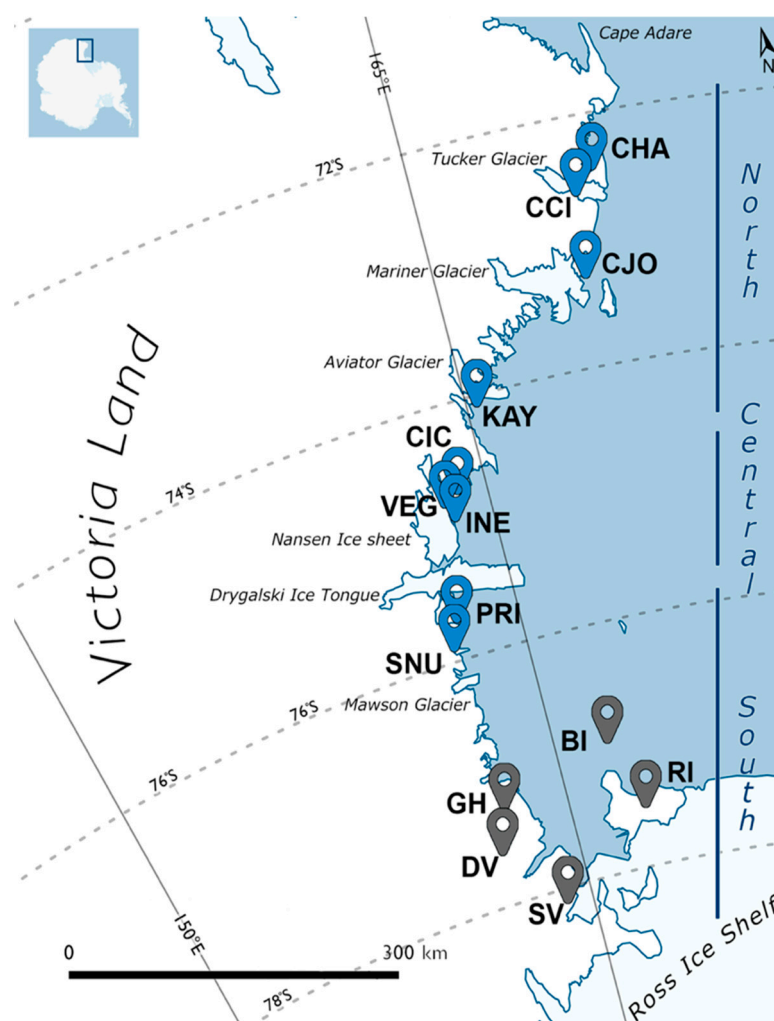 Cape Adare
N
165°E
CHA
72°S
Tucker Glacier
CCI
North
CJO
Mariner Glacier
Aviator Glacier
KAY
Victoria Land
Central
CIC
74°S
VEG
INE
Nansen Ice sheet
Drygalski Ice Tongue
PRI
SNU
76°S
Mawson Glacier
South
BI
76°S
RI
GH
DV
SV
150°E
0 300 km
Ross Ice Shelf
78°S